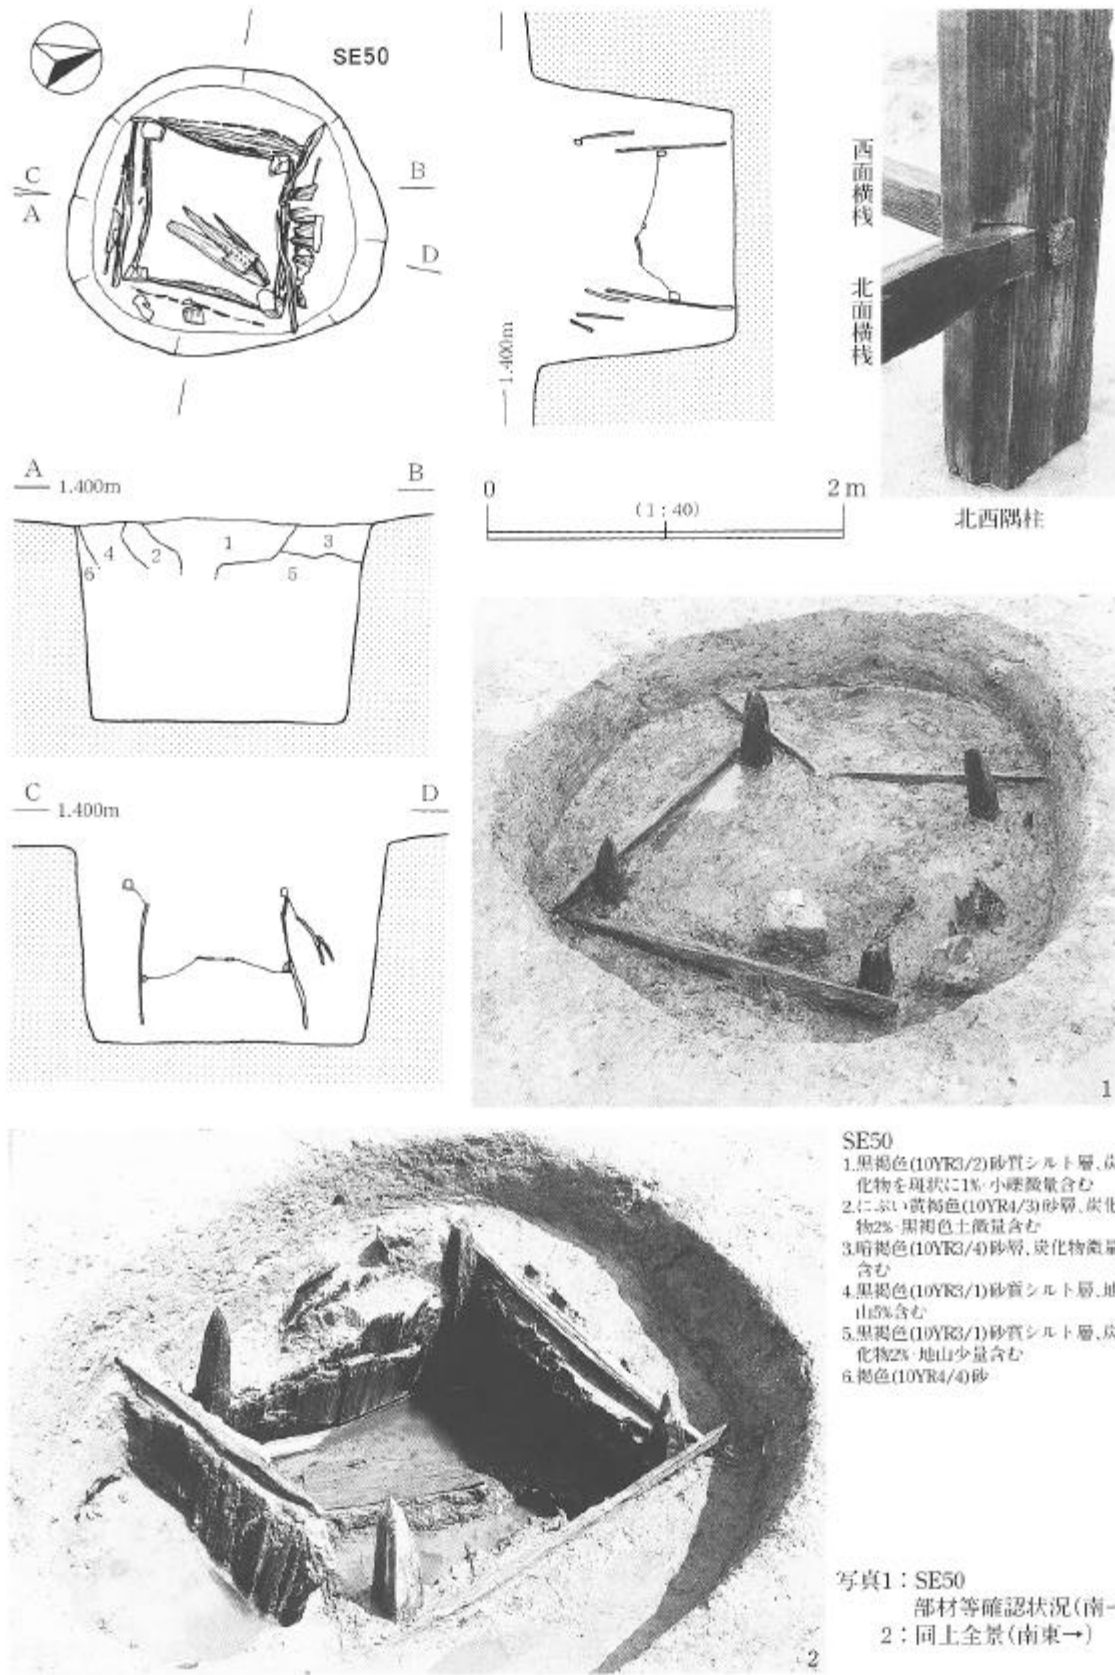 SE50
C
A
B
D
1.400m
西面横桟
北面横桟
北西隅柱
A
1.400m
B
1
2
3
4
5
6
0
2m
(1:40)
C
1.400m
D
1
SE50
1.黒褐色(10YR3/2)砂質シルト層、炭
化物を斑状に1%·小礫微量含む
2.にぶい黄褐色(10YR4/3)砂層、炭化
物2%·黒褐色土微量含む
3.暗褐色(10YR3/4)砂層、炭化物微量
含む
4.黒褐色(10YR3/1)砂質シルト層、地
山5%含む
5.黒褐色(10YR3/1)砂質シルト層、炭
化物2%·地山少量含む
6.褐色(10YR4/4)砂
2
写真1：SE50
部材等確認状況(南→
2：同上全景(南東→)